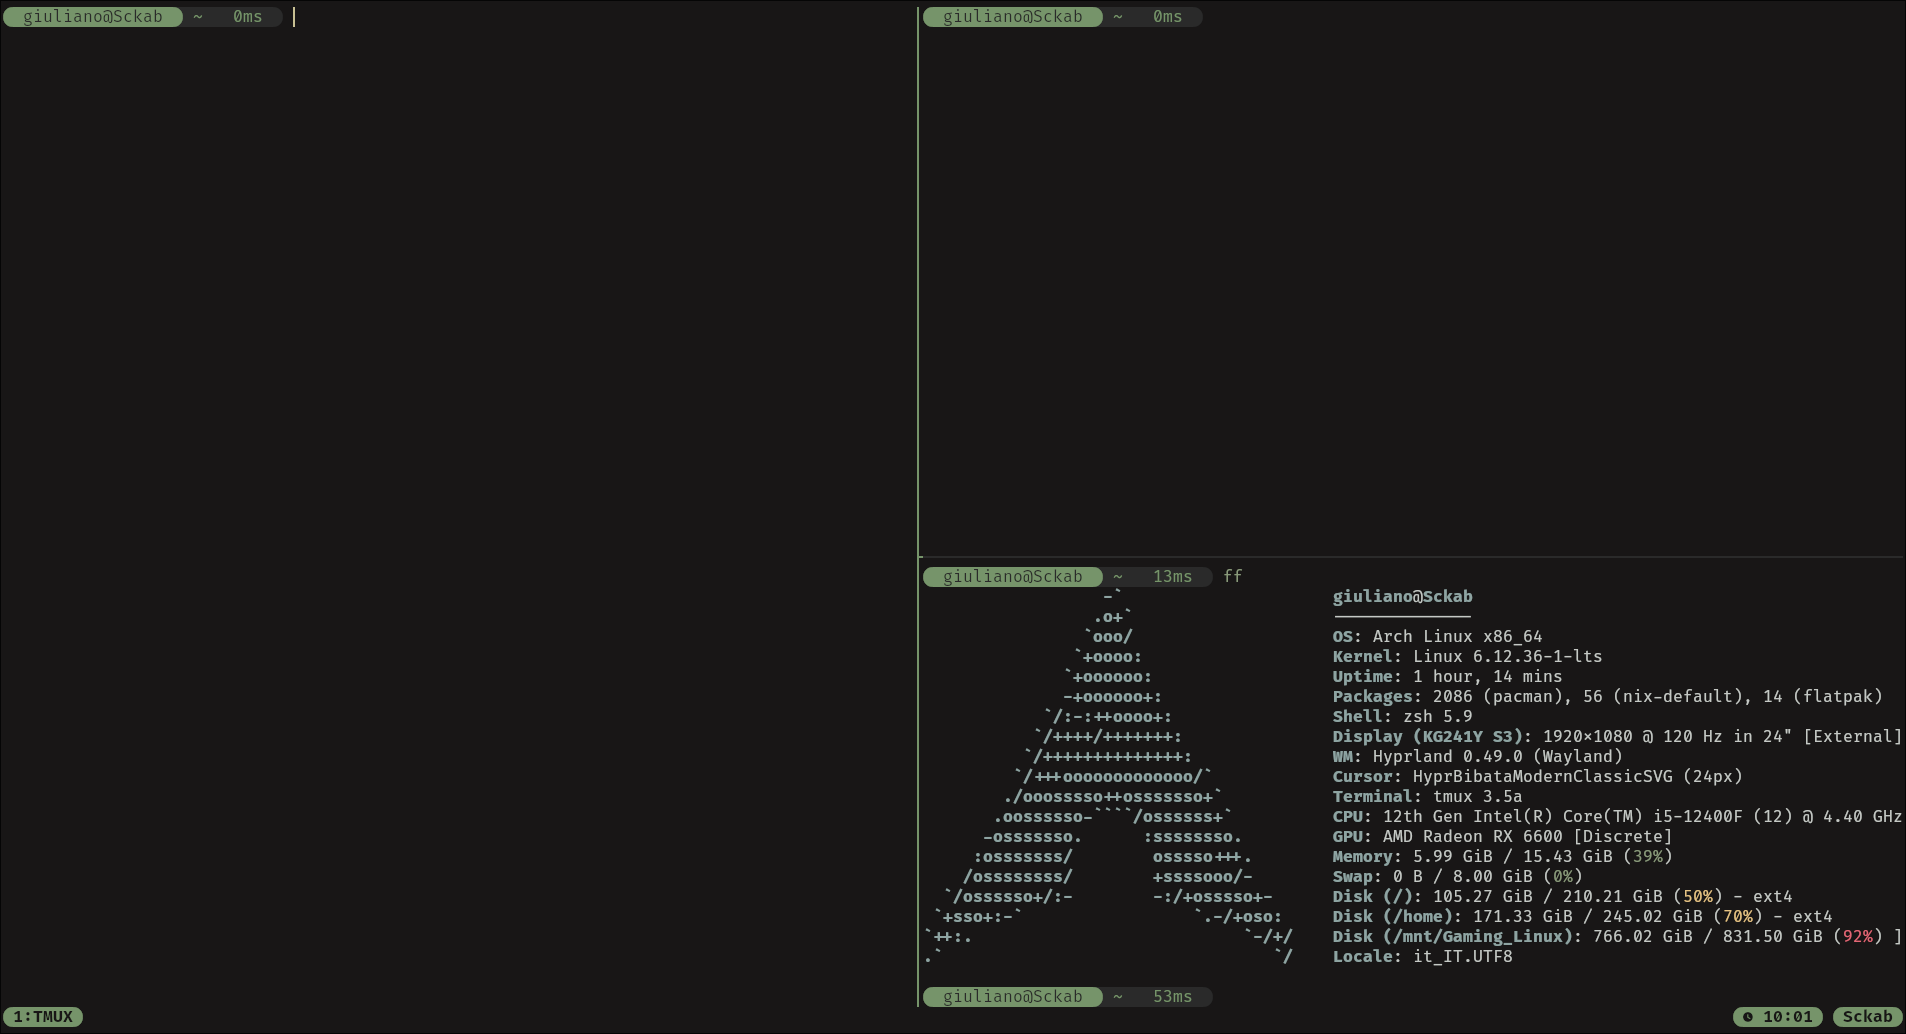 giuliano@Sckab ~ 0ms
giuliano@Sckab ~ 0ms
giuliano@Sckab ~ 13ms ff
                  -`
                 .o+`
                `ooo/
               `+oooo:
              `+oooooo:
              -+oooooo+:
            `/:-:++oooo+:
           `/++++/+++++++:
          `/++++++++++++++:
         `/+++ooooooooooooo/`
        ./ooosssso++osssssso+`
       .oossssso-````/ossssss+`
      -osssssso.      :ssssssso.
     :osssssss/        osssso+++.
    /ossssssss/        +ssssooo/-
  `/ossssso+/:-        -:/+osssso+-
 `+sso+:-`                 `.-/+oso:
`++:.                           `-/+/
.`                                 `/
giuliano@Sckab
OS: Arch Linux x86_64
Kernel: Linux 6.12.36-1-lts
Uptime: 1 hour, 14 mins
Packages: 2086 (pacman), 56 (nix-default), 14 (flatpak)
Shell: zsh 5.9
Display (KG241Y S3): 1920×1080 @ 120 Hz in 24" [External]
WM: Hyprland 0.49.0 (Wayland)
Cursor: HyprBibataModernClassicSVG (24px)
Terminal: tmux 3.5a
CPU: 12th Gen Intel(R) Core(TM) i5-12400F (12) @ 4.40 GHz
GPU: AMD Radeon RX 6600 [Discrete]
Memory: 5.99 GiB / 15.43 GiB (39%)
Swap: 0 B / 8.00 GiB (0%)
Disk (/): 105.27 GiB / 210.21 GiB (50%) - ext4
Disk (/home): 171.33 GiB / 245.02 GiB (70%) - ext4
Disk (/mnt/Gaming_Linux): 766.02 GiB / 831.50 GiB (92%) ]
Locale: it_IT.UTF8
giuliano@Sckab ~ 53ms
1:TMUX
10:01 Sckab